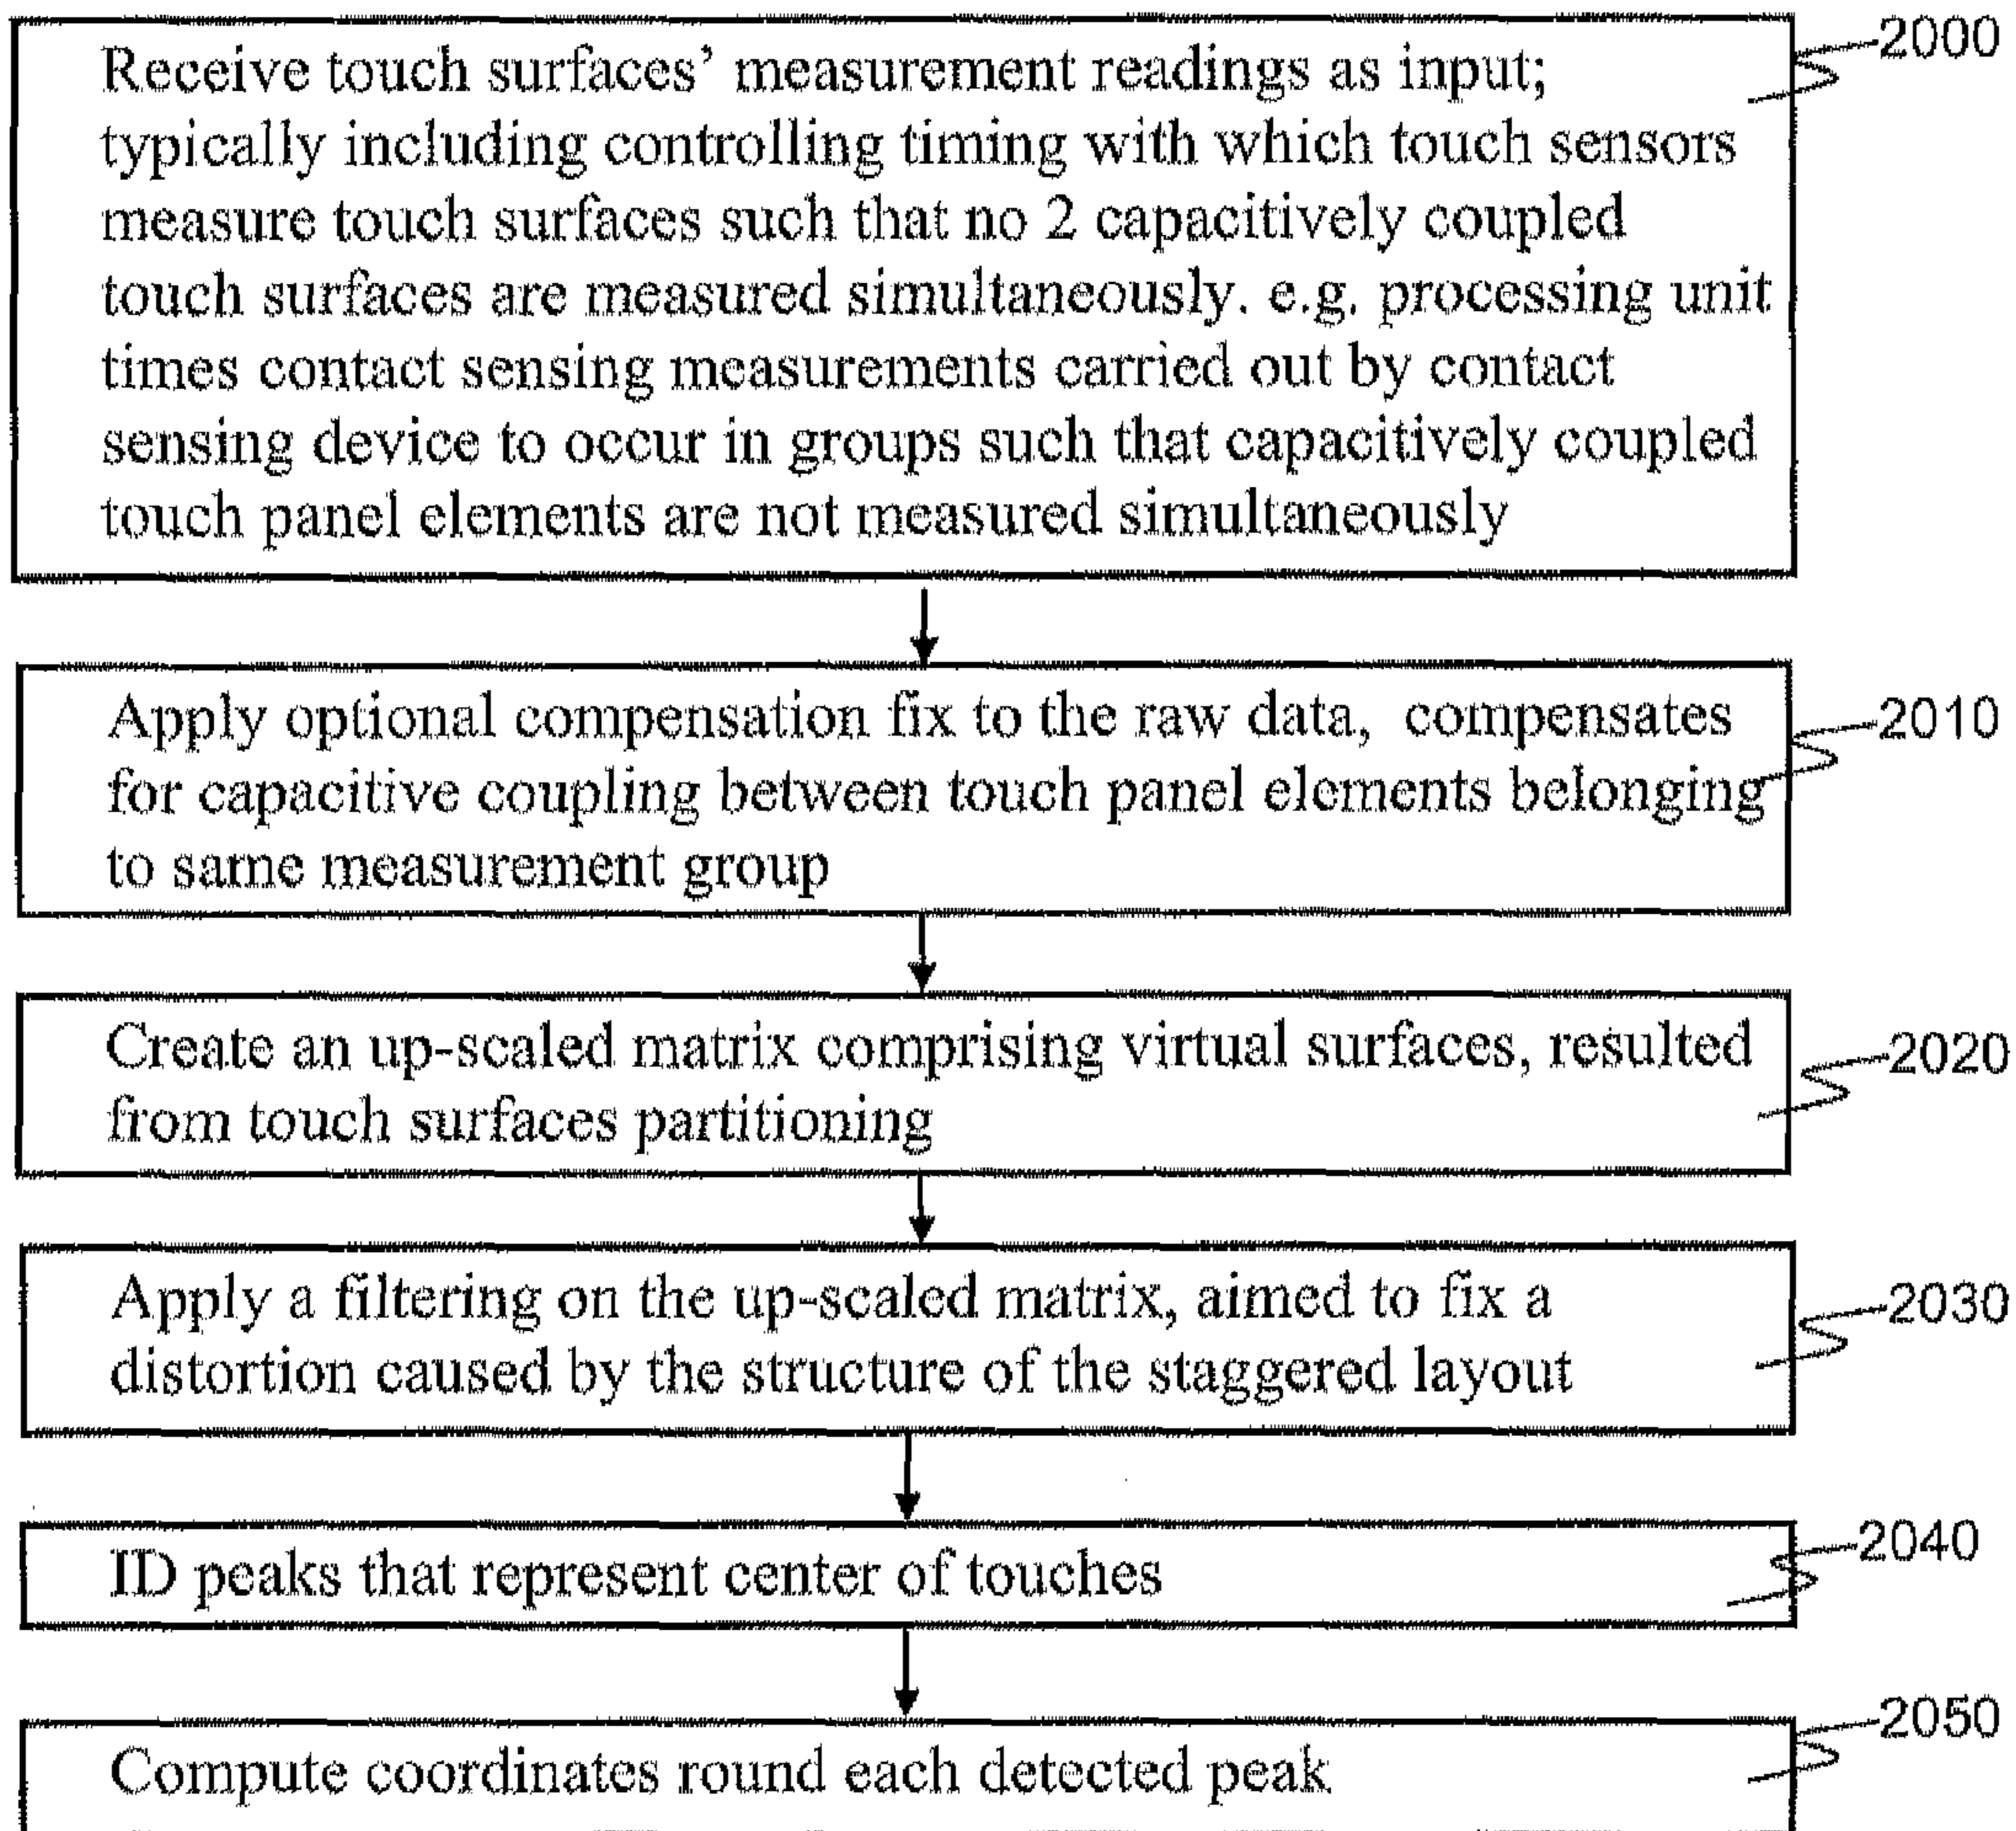 Receive touch surfaces’ measurement readings as input; 2000
typically including controlling timing with which touch sensors
measure touch surfaces such that no 2 capacitively coupled
touch surfaces are measured simultaneously. e.g. processing unit
times contact sensing measurements carried out by contact
sensing device to occur in groups such that capacitively coupled
touch panel elements are not measured simultaneously
Apply optional compensation fix to the raw data, compensates 2010
for capacitive coupling between touch panel elements belonging
to same measurement group
Create an up-scaled matrix comprising virtual surfaces, resulted 2020
from touch surfaces partitioning
Apply a filtering on the up-scaled matrix, aimed to fix a 2030
distortion caused by the structure of the staggered layout
ID peaks that represent center of touches 2040
Compute coordinates round each detected peak 2050